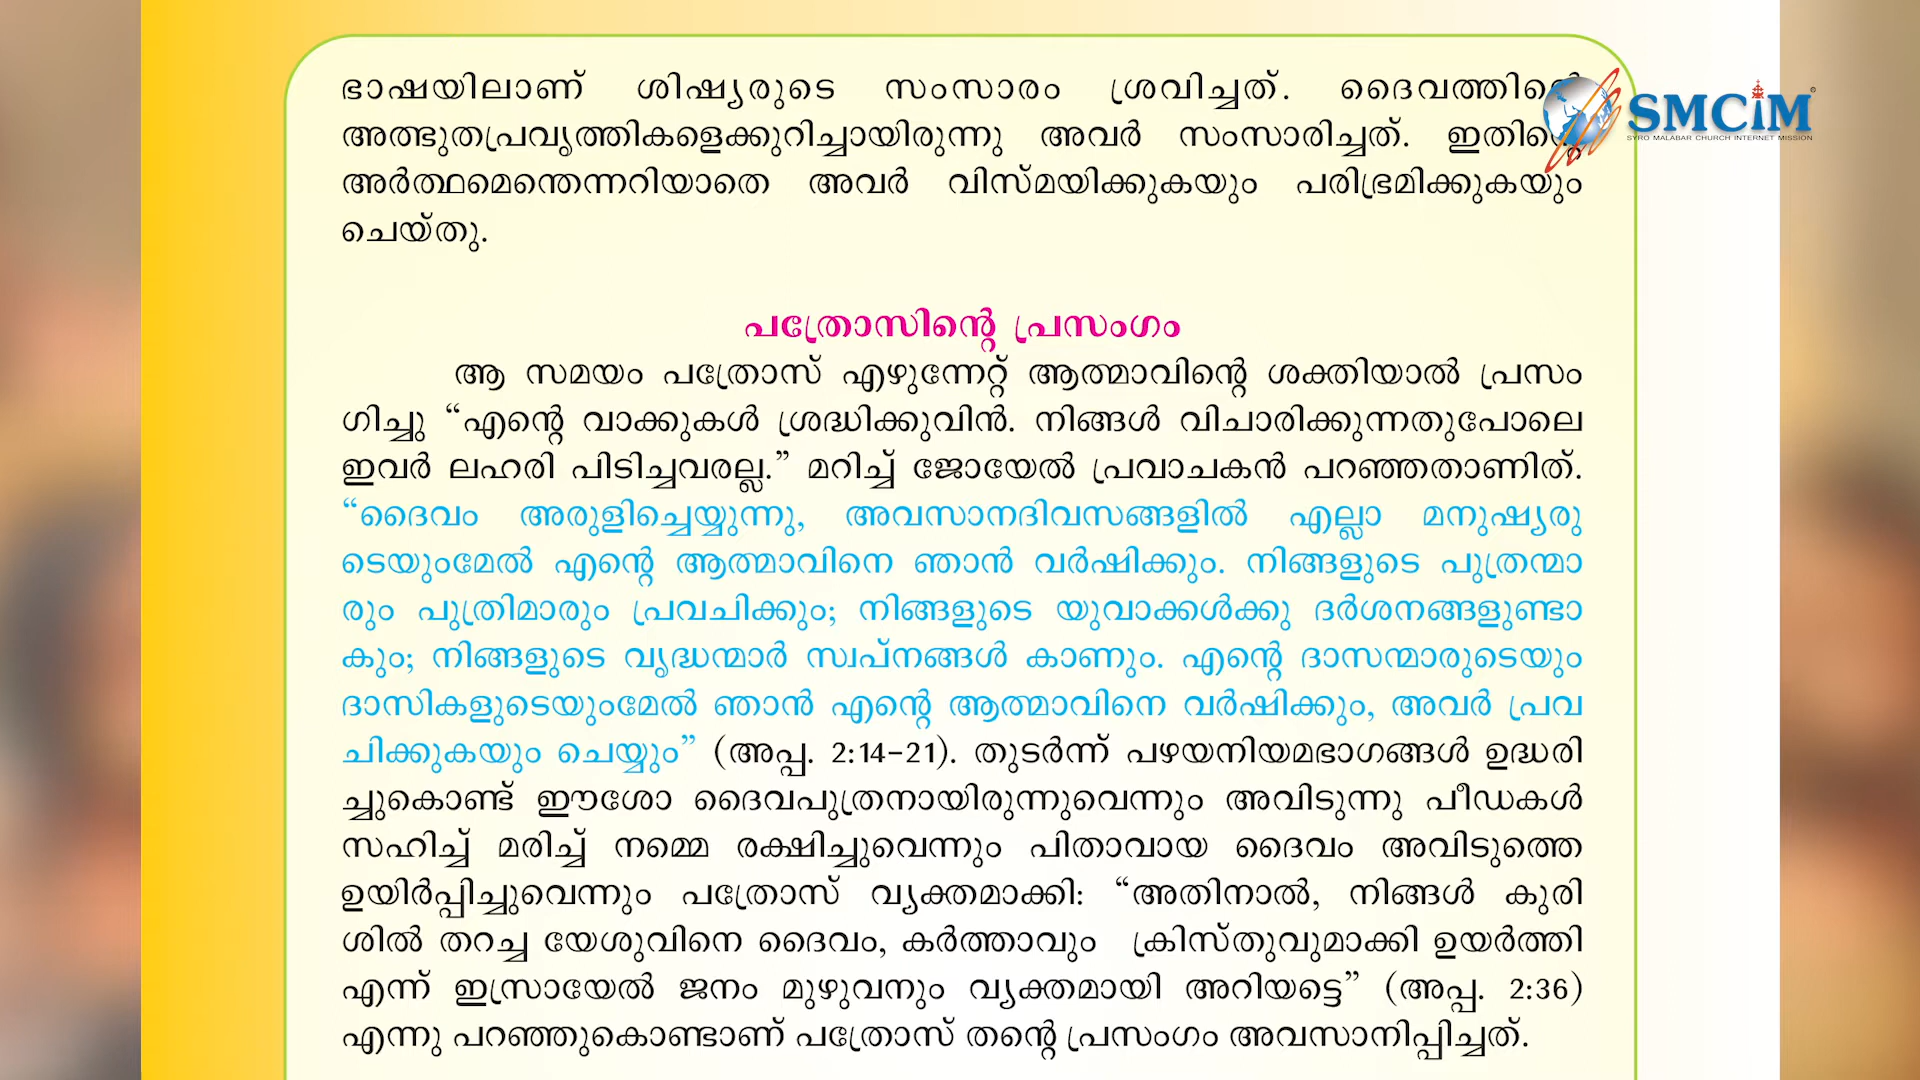 ഭാഷയിലാണ് ശിഷ്യരുടെ സംസാരം ശ്രവിച്ചത്. ദൈവത്തിന്റെ
SMCIM
SYRO MALABAR CHURCH INTERNET MISSION
അത്ഭുതപ്രവൃത്തികളെക്കുറിച്ചായിരുന്നു അവർ സംസാരിച്ചത്. ഇതിന്റെ
അർത്ഥമെന്തെന്നറിയാതെ അവർ വിസ്മയിക്കുകയും പരിഭ്രമിക്കുകയും
ചെയ്തു.
പത്രോസിന്റെ പ്രസംഗം
ആ സമയം പത്രോസ് എഴുന്നേറ്റ് ആത്മാവിന്റെ ശക്തിയാൽ പ്രസം
ഗിച്ചു “എന്റെ വാക്കുകൾ ശ്രദ്ധിക്കുവിൻ. നിങ്ങൾ വിചാരിക്കുന്നതുപോലെ
ഇവർ ലഹരി പിടിച്ചവരല്ല.” മറിച്ച് ജോയേൽ പ്രവാചകൻ പറഞ്ഞതാണിത്.
“ദൈവം അരുളിച്ചെയ്യുന്നു, അവസാനദിവസങ്ങളിൽ എല്ലാ മനുഷ്യരു
ടെയുംമേൽ എന്റെ ആത്മാവിനെ ഞാൻ വർഷിക്കും. നിങ്ങളുടെ പുത്രന്മാ
രും പുത്രിമാരും പ്രവചിക്കും; നിങ്ങളുടെ യുവാക്കൾക്കു ദർശനങ്ങളുണ്ടാ
കും; നിങ്ങളുടെ വൃദ്ധന്മാർ സ്വപ്നങ്ങൾ കാണും. എന്റെ ദാസന്മാരുടെയും
ദാസികളുടെയുംമേൽ ഞാൻ എന്റെ ആത്മാവിനെ വർഷിക്കും, അവർ പ്രവ
ചിക്കുകയും ചെയ്യും” (അപ്പ. 2:14-21). തുടർന്ന് പഴയനിയമഭാഗങ്ങൾ ഉദ്ധരി
ച്ചുകൊണ്ട് ഈശോ ദൈവപുത്രനായിരുന്നുവെന്നും അവിടുന്നു പീഡകൾ
സഹിച്ച് മരിച്ച് നമ്മെ രക്ഷിച്ചുവെന്നും പിതാവായ ദൈവം അവിടുത്തെ
ഉയിർപ്പിച്ചുവെന്നും പത്രോസ് വ്യക്തമാക്കി: “അതിനാൽ, നിങ്ങൾ കുരി
ശിൽ തറച്ച യേശുവിനെ ദൈവം, കർത്താവും ക്രിസ്തുവുമാക്കി ഉയർത്തി
എന്ന് ഇസ്രായേൽ ജനം മുഴുവനും വ്യക്തമായി അറിയട്ടെ” (അപ്പ. 2:36)
എന്നു പറഞ്ഞുകൊണ്ടാണ് പത്രോസ് തന്റെ പ്രസംഗം അവസാനിപ്പിച്ചത്.